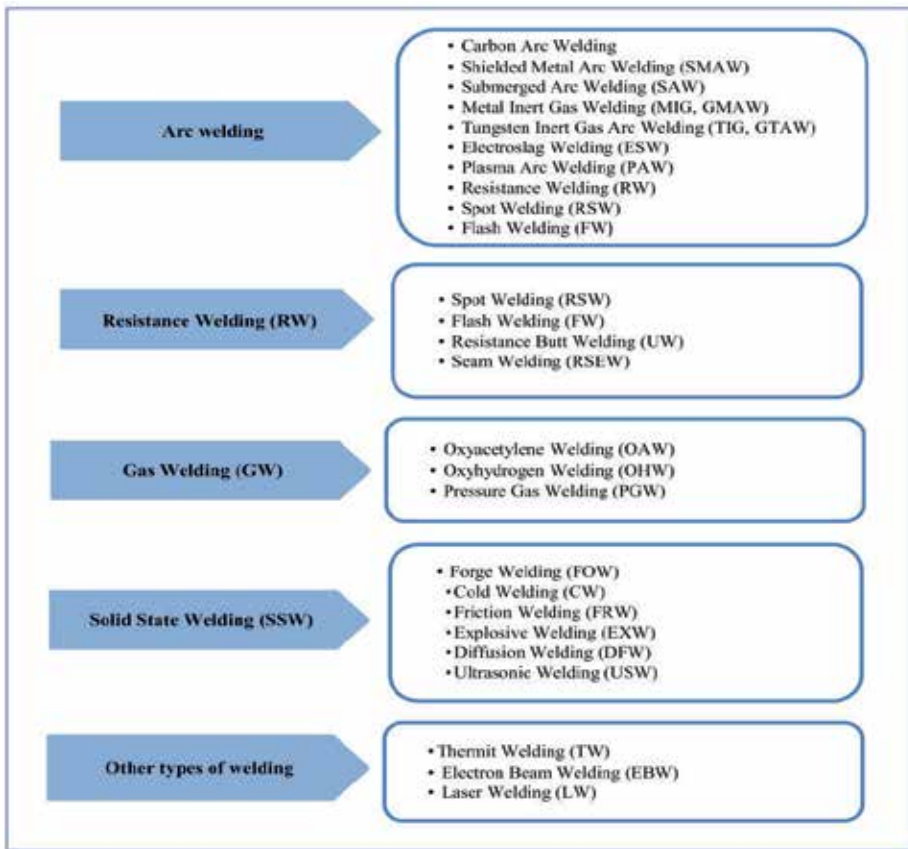 Arc welding
• Carbon Arc Welding
• Shielded Metal Arc Welding (SMAW)
• Submerged Arc Welding (SAW)
• Metal Inert Gas Welding (MIG, GMAW)
• Tungsten Inert Gas Arc Welding (TIG, GTAW)
• Electroslag Welding (ESW)
• Plasma Arc Welding (PAW)
• Resistance Welding (RW)
• Spot Welding (RSW)
• Flash Welding (FW)
Resistance Welding (RW)
• Spot Welding (RSW)
• Flash Welding (FW)
• Resistance Butt Welding (UW)
• Seam Welding (RSEW)
Gas Welding (GW)
• Oxyacetylene Welding (OAW)
• Oxyhydrogen Welding (OHW)
• Pressure Gas Welding (PGW)
Solid State Welding (SSW)
• Forge Welding (FOW)
•Cold Welding (CW)
•Friction Welding (FRW)
•Explosive Welding (EXW)
•Diffusion Welding (DFW)
•Ultrasonic Welding (USW)
Other types of welding
•Thermit Welding (TW)
• Electron Beam Welding (EBW)
• Laser Welding (LW)